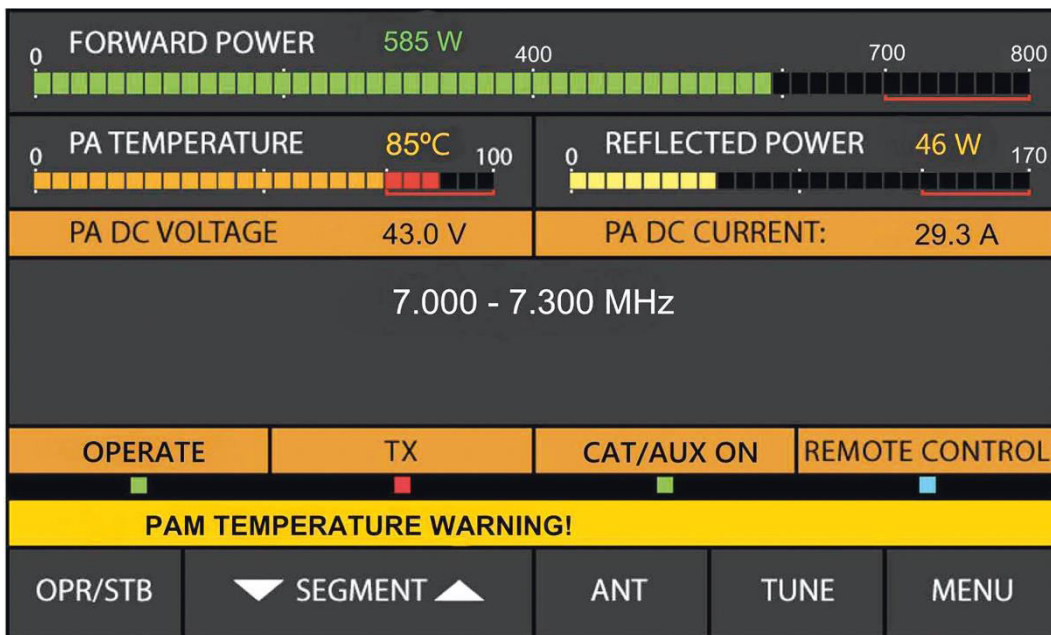 0 FORWARD POWER 585 W 400 700 800
0 PA TEMPERATURE 85ºC 100
0 REFLECTED POWER 46 W 170
PA DC VOLTAGE 43.0 V
PA DC CURRENT: 29.3 A
7.000 - 7.300 MHz
OPERATE TX CAT/AUX ON REMOTE CONTROL
PAM TEMPERATURE WARNING!
OPR/STB SEGMENT ANT TUNE MENU